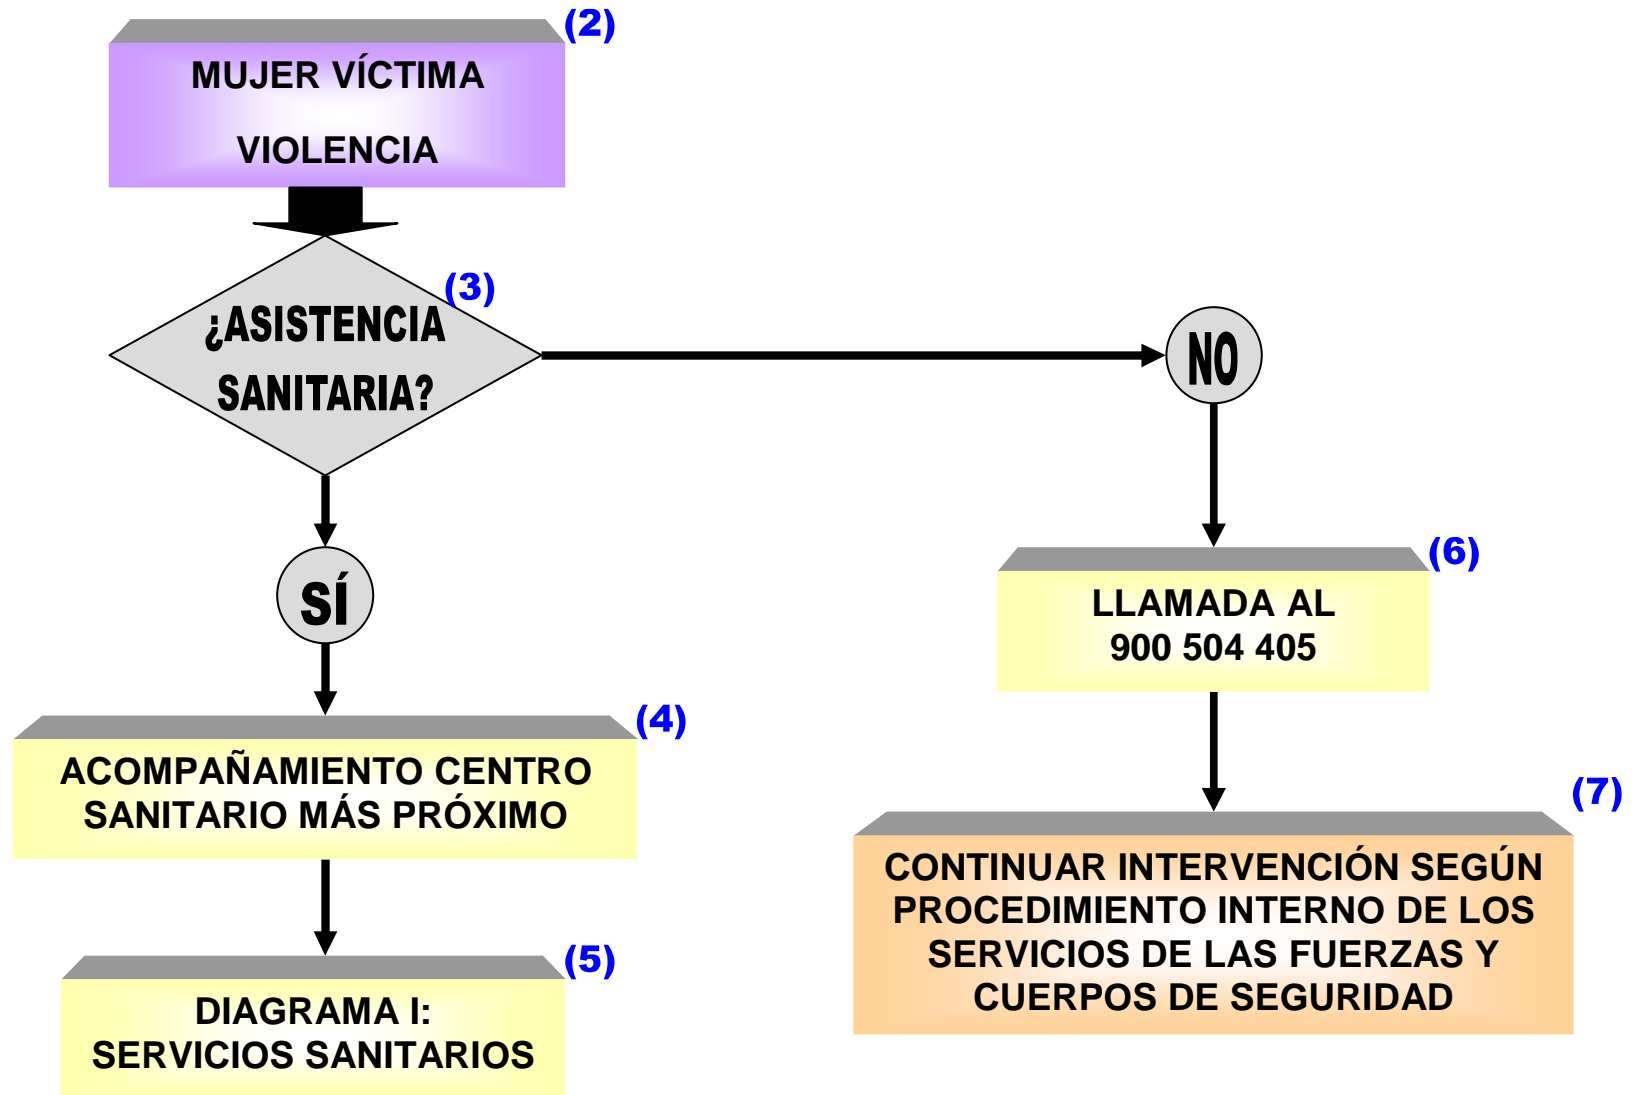 (2)
MUJER VÍCTIMA
VIOLENCIA
(3)
¿ASISTENCIA
SANITARIA?
NO
SÍ
(6)
LLAMADA AL
900 504 405
(4)
ACOMPAÑAMIENTO CENTRO
SANITARIO MÁS PRÓXIMO
(7)
CONTINUAR INTERVENCIÓN SEGÚN
PROCEDIMIENTO INTERNO DE LOS
SERVICIOS DE LAS FUERZAS Y
CUERPOS DE SEGURIDAD
(5)
DIAGRAMA I:
SERVICIOS SANITARIOS